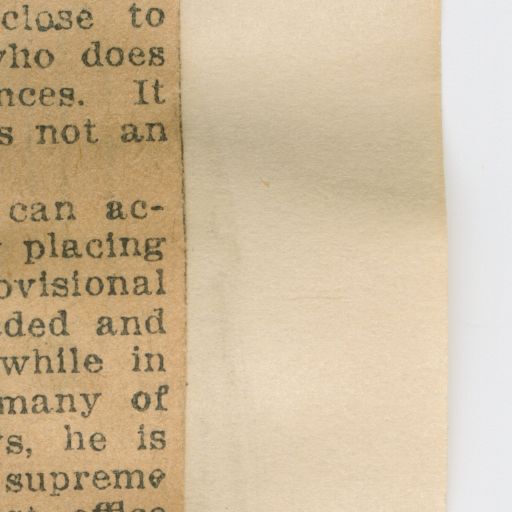 close to
who does
nces. It
s not an
can ac-
placing
ovisional
ded and
while in
many of
s, he is
supreme
office